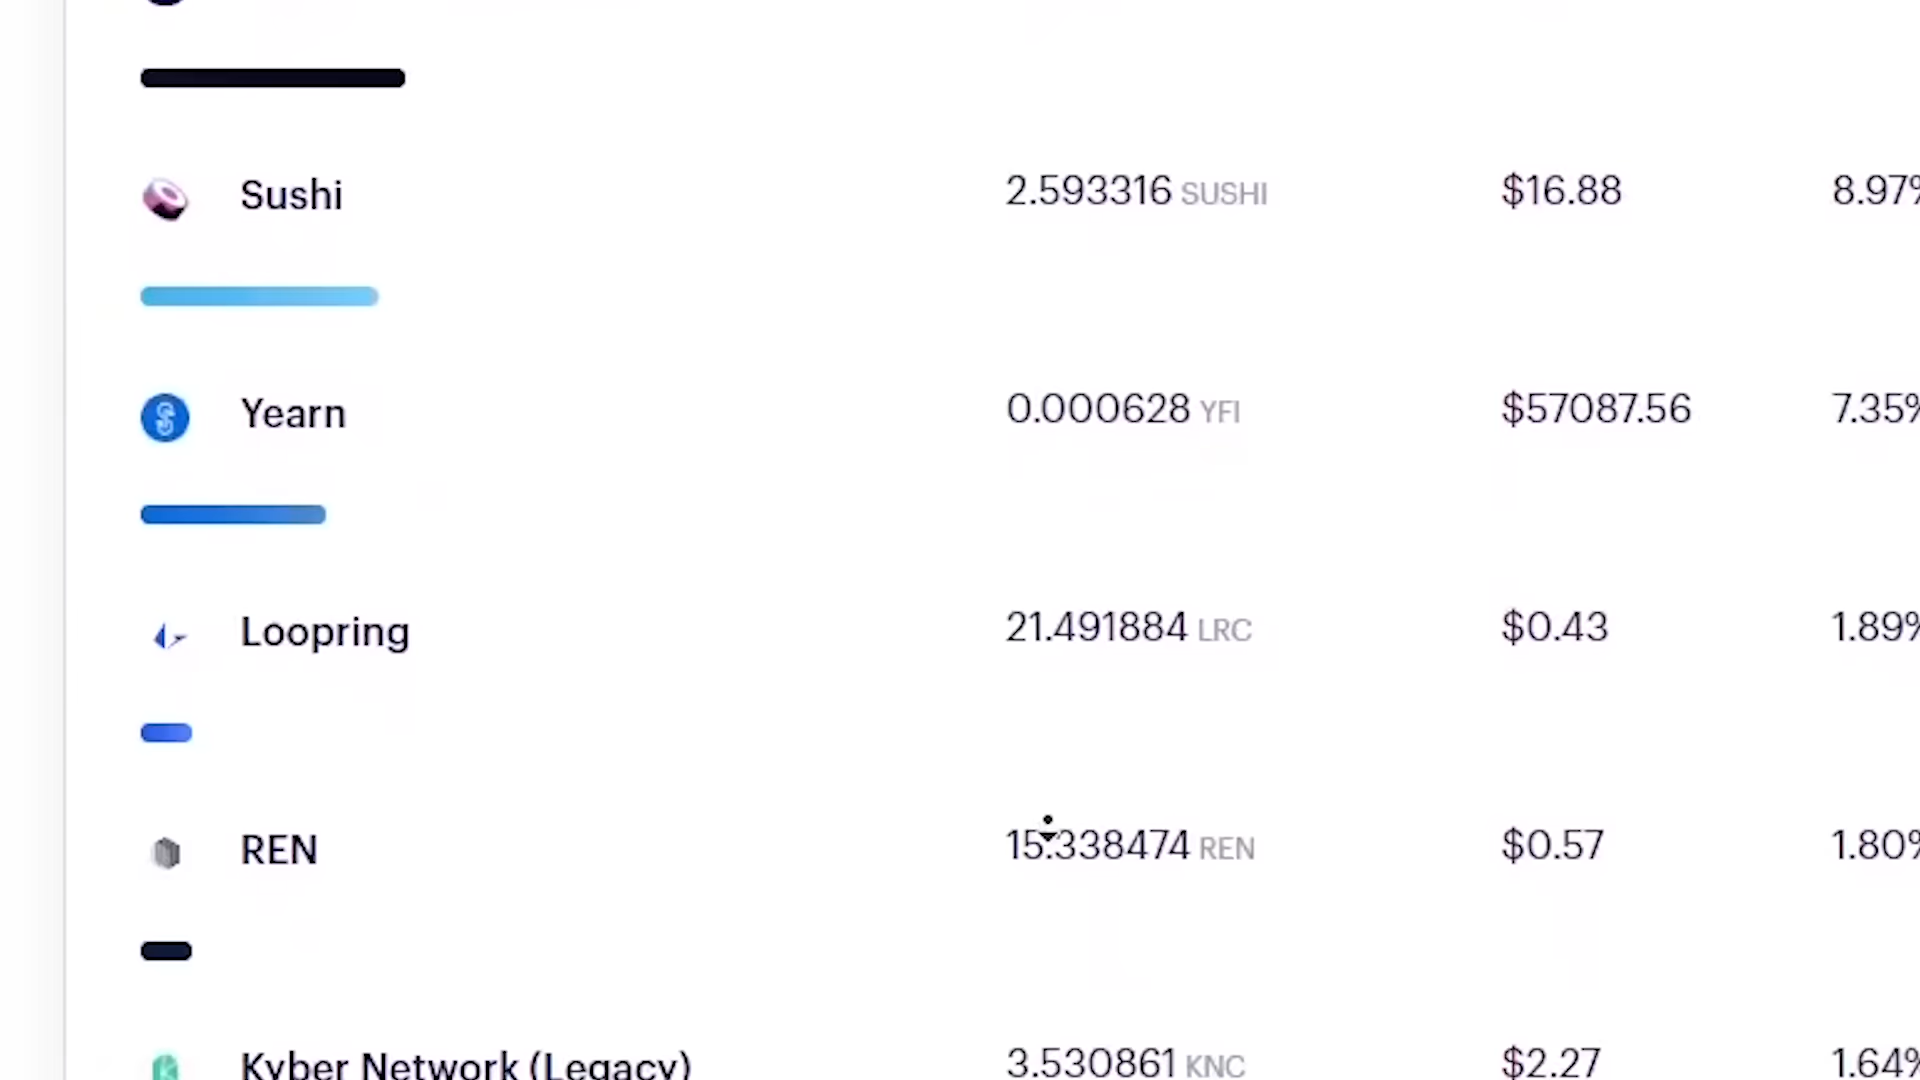 Sushi 2.593316 SUSHI $16.88 8.97%
Yearn 0.000628 YFI $57087.56 7.35%
Loopring 21.491884 LRC $0.43 1.89%
REN 15.338474 REN $0.57 1.80%
Kyber Network (Legacy) 3.530861 KNC $2.27 1.64%